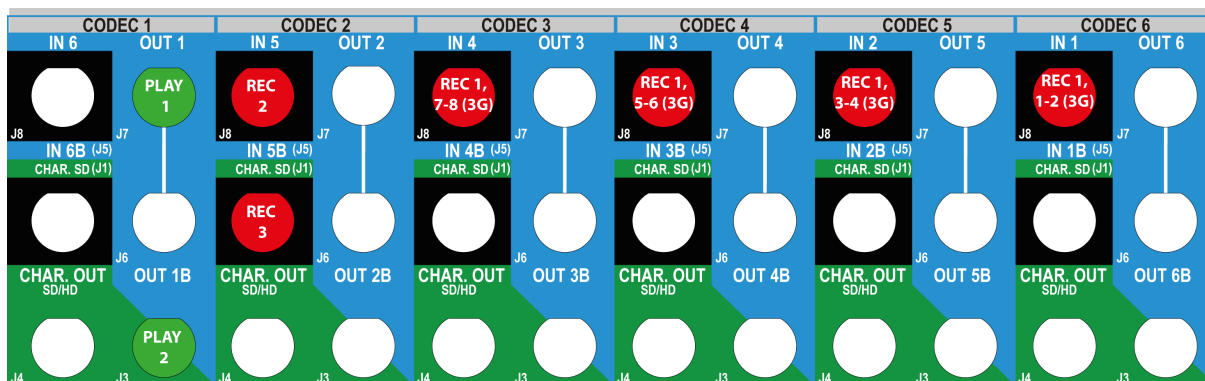 CODEC 1 CODEC 2 CODEC 3 CODEC 4 CODEC 5 CODEC 6
IN 6 OUT 1 IN 5 OUT 2 IN 4 OUT 3 IN 3 OUT 4 IN 2 OUT 5 IN 1 OUT 6
PLAY REC REC 1, REC 1, REC 1, REC 1,
1 2 7-8 (3G) 5-6 (3G) 3-4 (3G) 1-2 (3G)
J8 J7 J8 J7 J8 J7 J8 J7 J8 J7 J8 J7
IN 6B (J5) IN 5B (J5) IN 4B (J5) IN 3B (J5) IN 2B (J5) IN 1B (J5)
CHAR. SD (J1) CHAR. SD (J1) CHAR. SD (J1) CHAR. SD (J1) CHAR. SD (J1) CHAR. SD (J1)
REC
3
J6 J6 J6 J6 J6 J6
CHAR. OUT OUT 1B CHAR. OUT OUT 2B CHAR. OUT OUT 3B CHAR. OUT OUT 4B CHAR. OUT OUT 5B CHAR. OUT OUT 6B
SD/HD SD/HD SD/HD SD/HD SD/HD SD/HD
PLAY
2
J4 J3 J4 J3 J4 J3 J4 J3 J4 J3 J4 J3